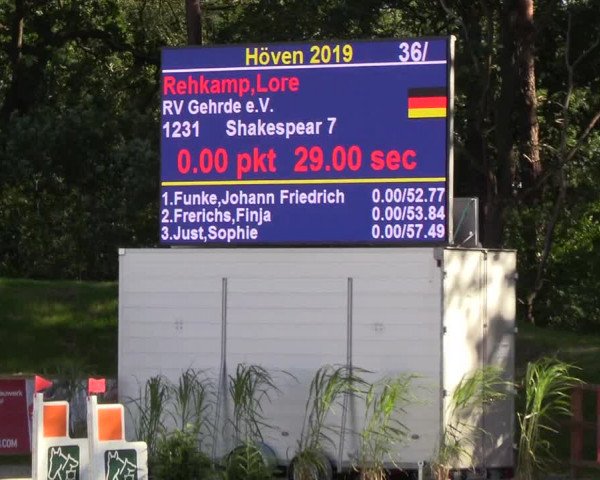 Höven 2019 36/
Rehkamp,Lore
RV Gehrde e.V.
1231 Shakespear 7
0.00 pkt 29.00 sec
1.Funke,Johann Friedrich 0.00/52.77
2.Frerichs,Finja 0.00/53.84
3.Just,Sophie 0.00/57.49